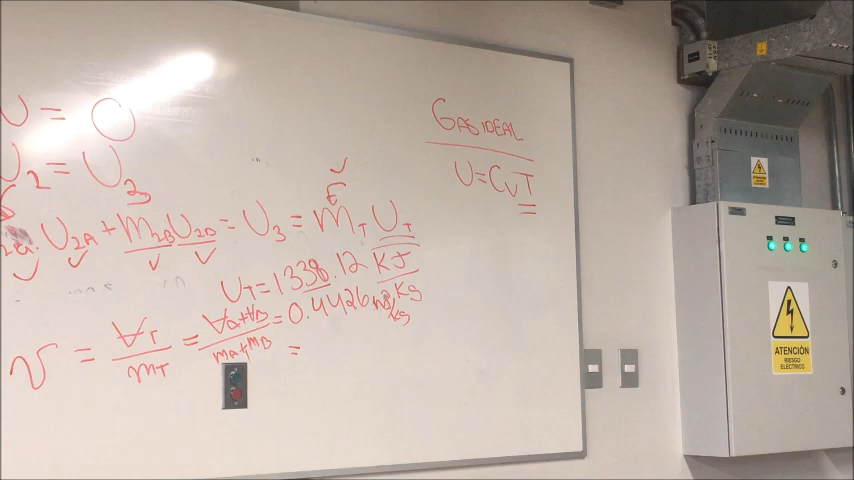 U = 0
U2 = U3
U2A + m2B U2B = U3 = mT UT
UT = 1338.12 KJ/Kg
v = VT/mT = VA+VB/mA+mB = 0.4426 m3/kg
=
GAS IDEAL
U=CvT
ATENCIÓN
RIESGO
ELÉCTRICO